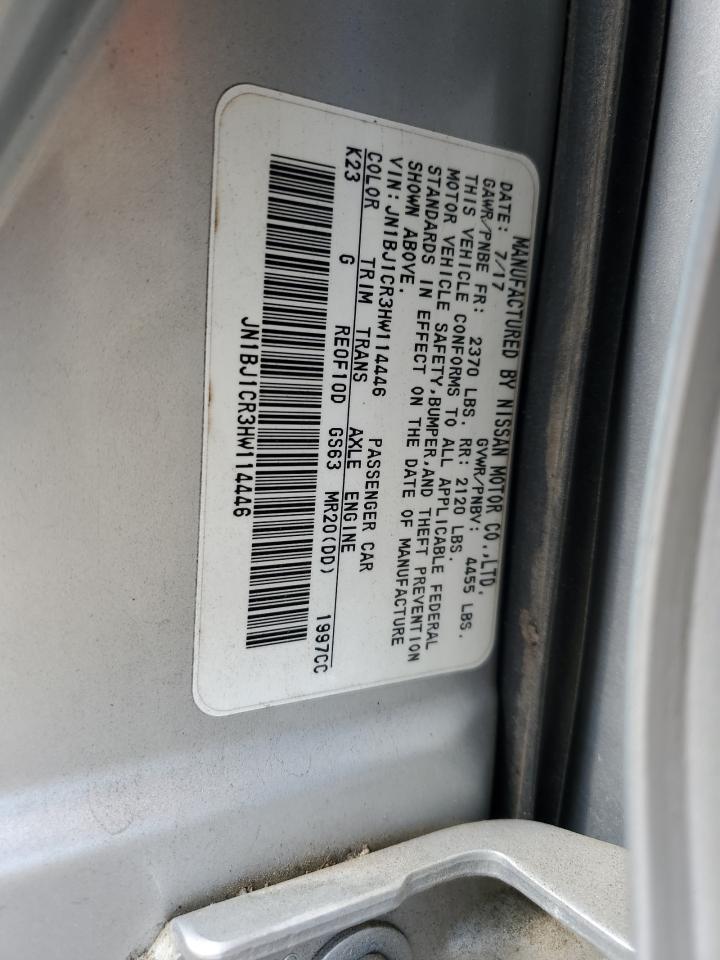 MANUFACTURED BY NISSAN MOTOR CO.,LTD.
DATE: 7/17 GVWR/PNBV: 4455 LBS.
GAWR/PNBE FR: 2370 LBS. RR: 2120 LBS.
THIS VEHICLE CONFORMS TO ALL APPLICABLE FEDERAL
MOTOR VEHICLE SAFETY,BUMPER,AND THEFT PREVENTION
STANDARDS IN EFFECT ON THE DATE OF MANUFACTURE
SHOWN ABOVE.
VIN:JN1BJ1CR3HW114446 PASSENGER CAR
COLOR TRIM TRANS AXLE ENGINE
K23 G RE0F10D GS63 MR20(DD) 1997CC
JN1BJ1CR3HW114446